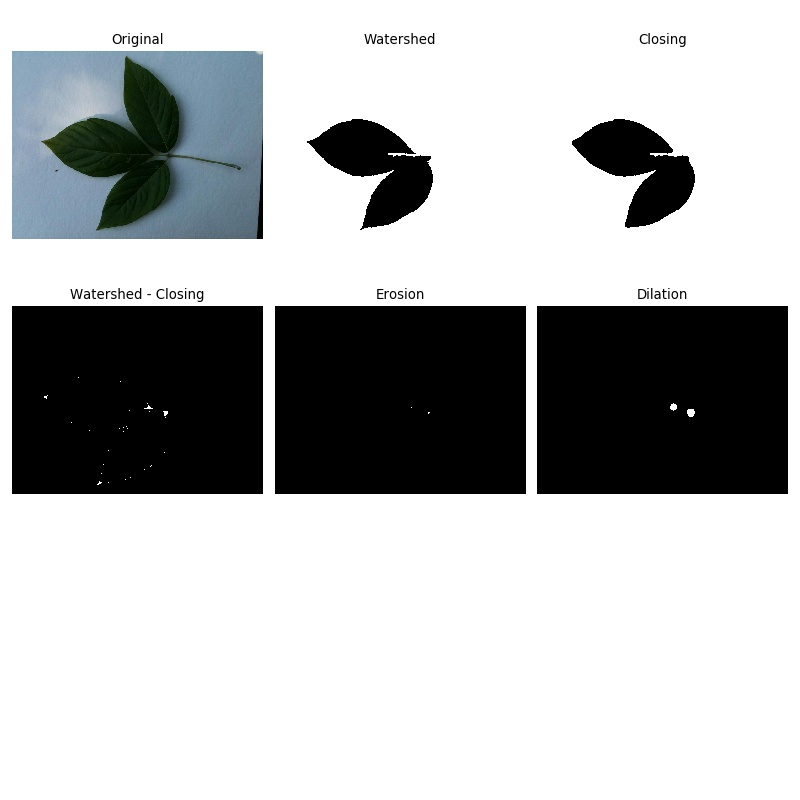 Original
Watershed
Closing
Watershed - Closing
Erosion
Dilation